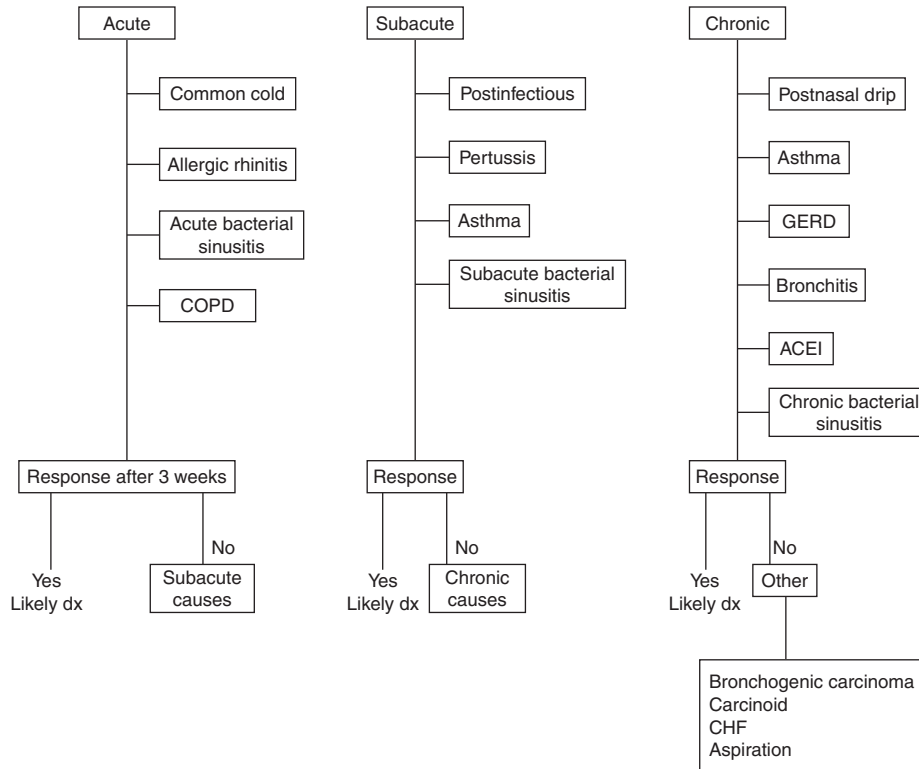 Acute
Common cold
Allergic rhinitis
Acute bacterial
sinusitis
COPD
Response after 3 weeks
Yes
Likely dx
No
Subacute
causes
Subacute
Postinfectious
Pertussis
Asthma
Subacute bacterial
sinusitis
Response
Yes
Likely dx
No
Chronic
causes
Chronic
Postnasal drip
Asthma
GERD
Bronchitis
ACEI
Chronic bacterial
sinusitis
Response
Yes
Likely dx
No
Other
Bronchogenic carcinoma
Carcinoid
CHF
Aspiration